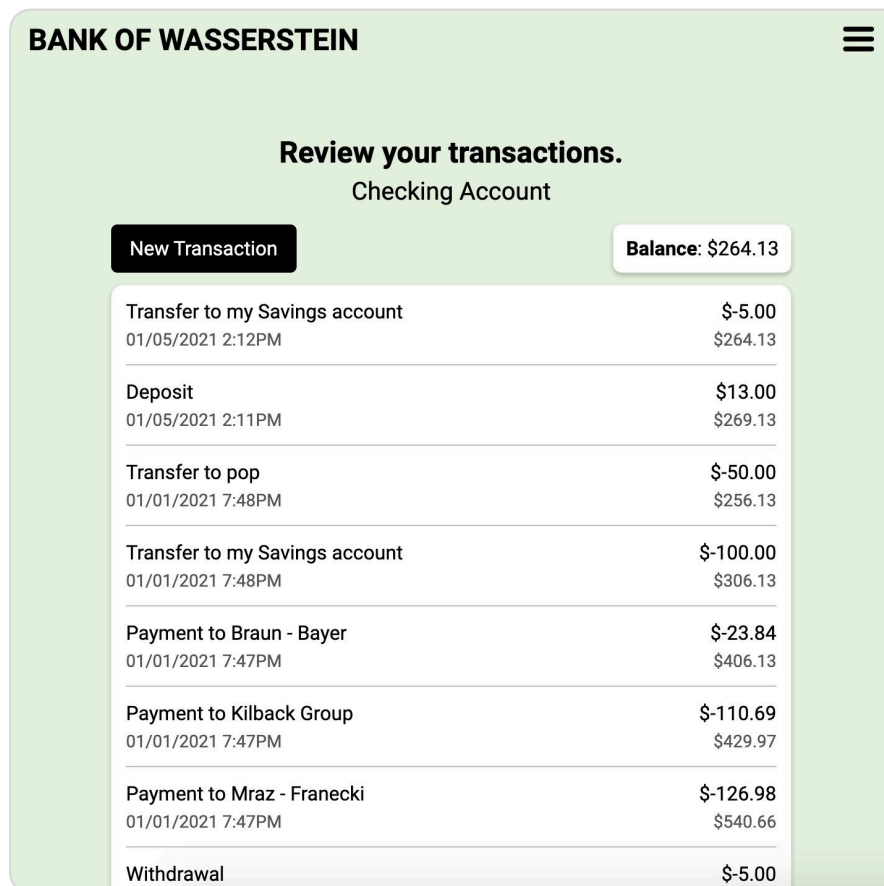 BANK OF WASSERSTEIN
Review your transactions.
Checking Account
New Transaction
Balance: $264.13
Transfer to my Savings account $-5.00
01/05/2021 2:12PM $264.13
Deposit $13.00
01/05/2021 2:11PM $269.13
Transfer to pop $-50.00
01/01/2021 7:48PM $256.13
Transfer to my Savings account $-100.00
01/01/2021 7:48PM $306.13
Payment to Braun - Bayer $-23.84
01/01/2021 7:47PM $406.13
Payment to Kilback Group $-110.69
01/01/2021 7:47PM $429.97
Payment to Mraz - Franecki $-126.98
01/01/2021 7:47PM $540.66
Withdrawal $-5.00